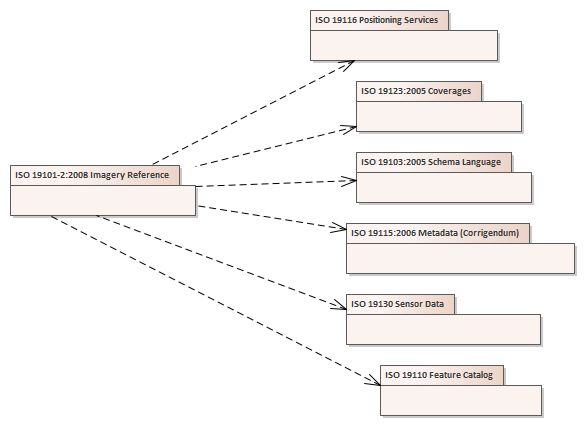 ISO 19116 Positioning Services
ISO 19123:2005 Coverages
ISO 19103:2005 Schema Language
ISO 19101-2:2008 Imagery Reference
ISO 19115:2006 Metadata (Corrigendum)
ISO 19130 Sensor Data
ISO 19110 Feature Catalog